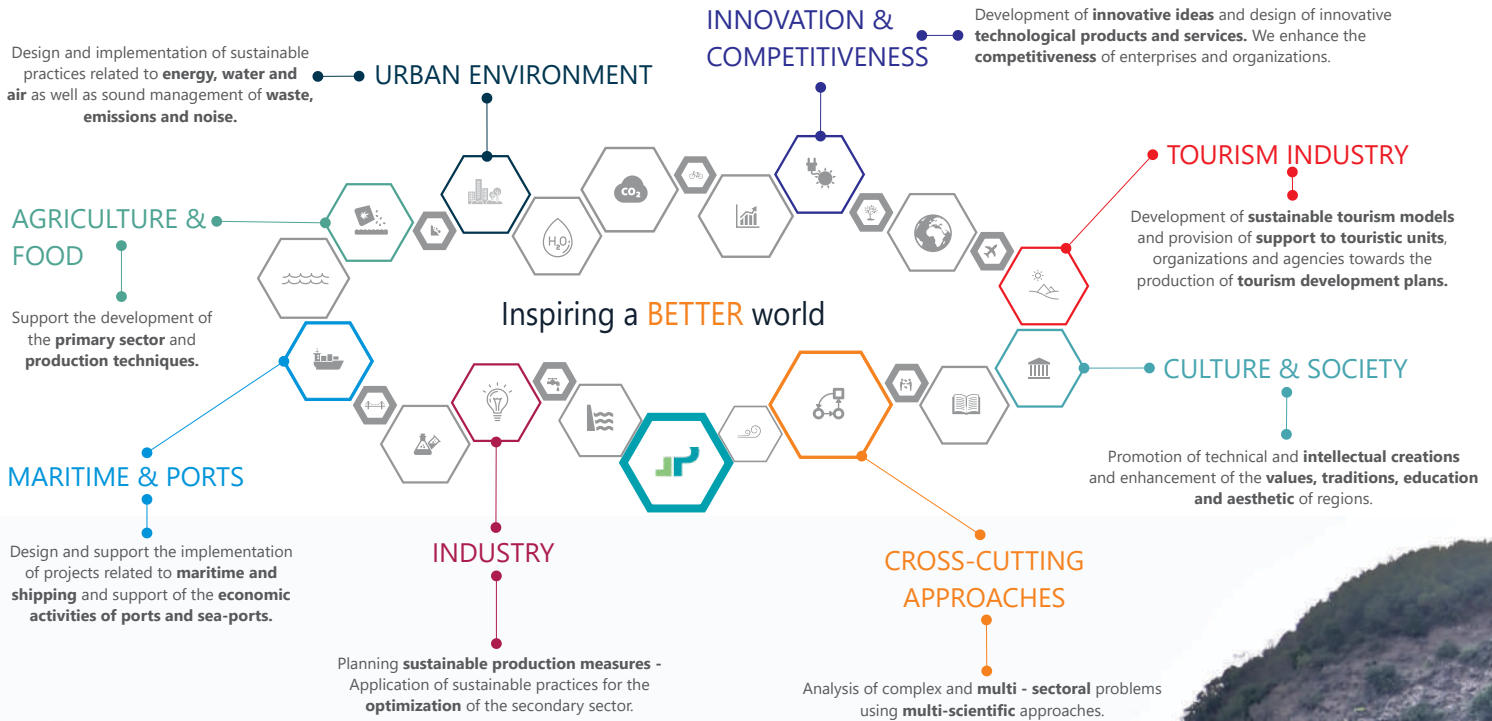 INNOVATION &
COMPETITIVENESS
Development of innovative ideas and design of innovative
technological products and services. We enhance the
competitiveness of enterprises and organizations.
Design and implementation of sustainable
practices related to energy, water and
air as well as sound management of waste,
emissions and noise.
URBAN ENVIRONMENT
TOURISM INDUSTRY
Development of sustainable tourism models
and provision of support to touristic units,
organizations and agencies towards the
production of tourism development plans.
AGRICULTURE &
FOOD
Support the development of
the primary sector and
production techniques.
CO₂
H₂O
Inspiring a BETTER world
CULTURE & SOCIETY
Promotion of technical and intellectual creations
and enhancement of the values, traditions, education
and aesthetic of regions.
MARITIME & PORTS
Design and support the implementation
of projects related to maritime and
shipping and support of the economic
activities of ports and sea-ports.
INDUSTRY
Planning sustainable production measures -
Application of sustainable practices for the
optimization of the secondary sector.
CROSS-CUTTING
APPROACHES
Analysis of complex and multi - sectoral problems
using multi-scientific approaches.